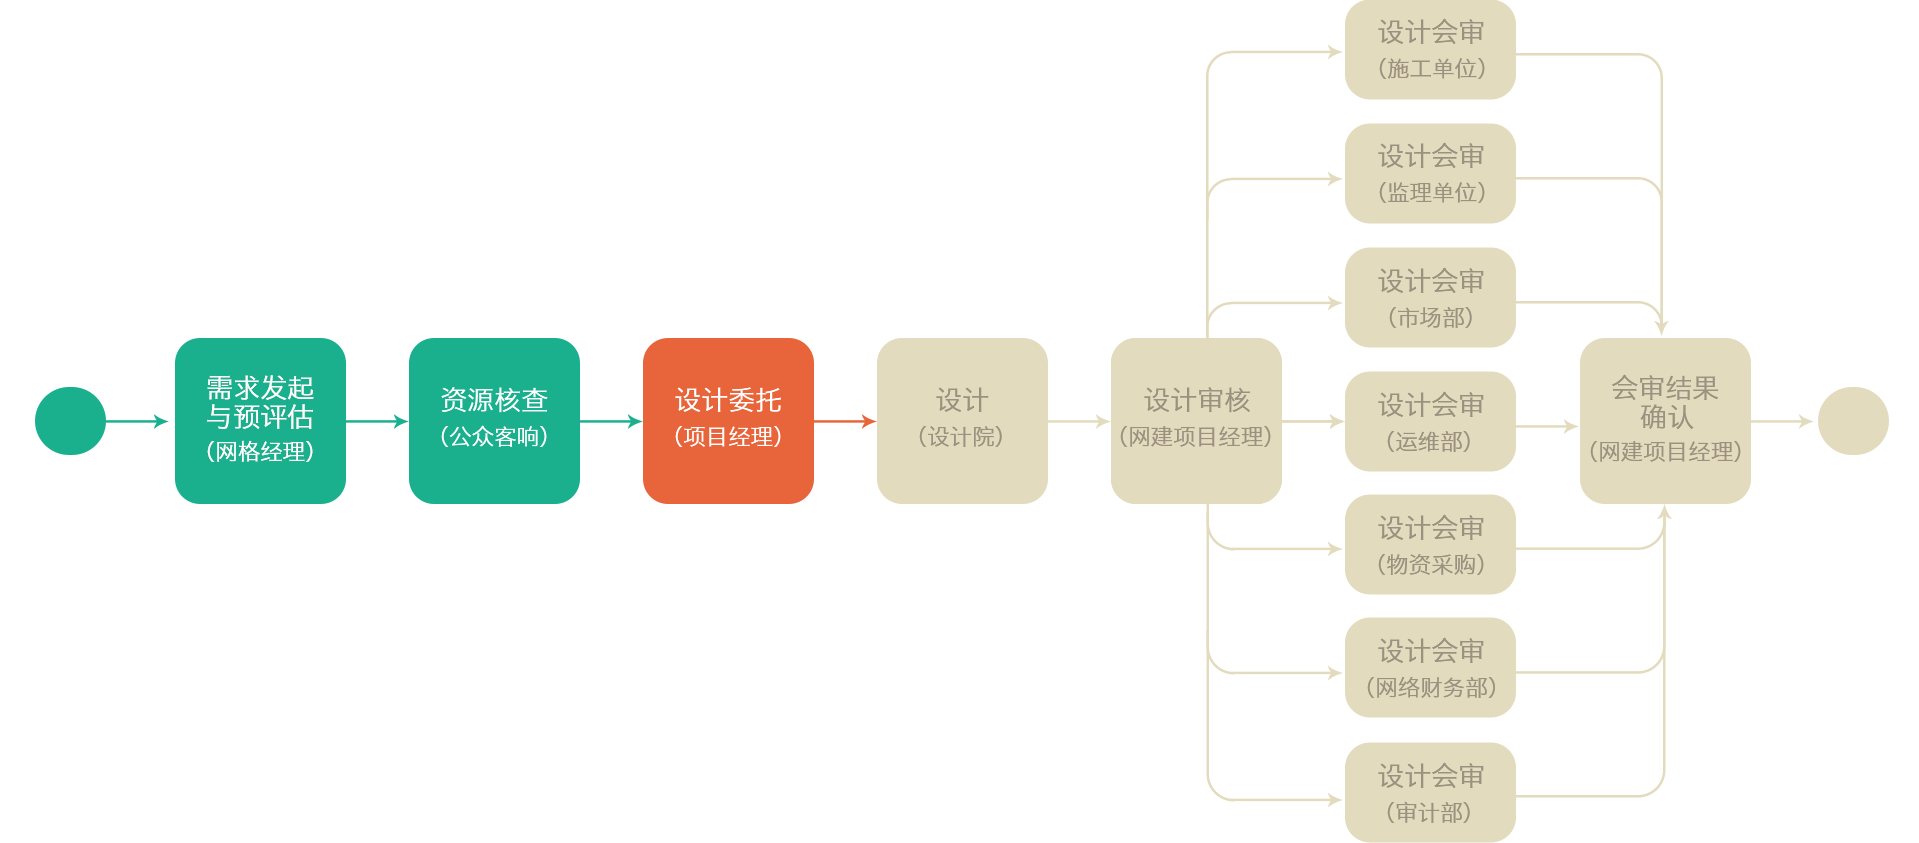 需求发起
与预评估
（网格经理）
资源核查
（公众客响）
设计委托
（项目经理）
设计
（设计院）
设计审核
（网建项目经理）
设计会审
（施工单位）
设计会审
（监理单位）
设计会审
（市场部）
设计会审
（运维部）
设计会审
（物资采购）
设计会审
（网络财务部）
设计会审
（审计部）
会审结果
确认
（网建项目经理）